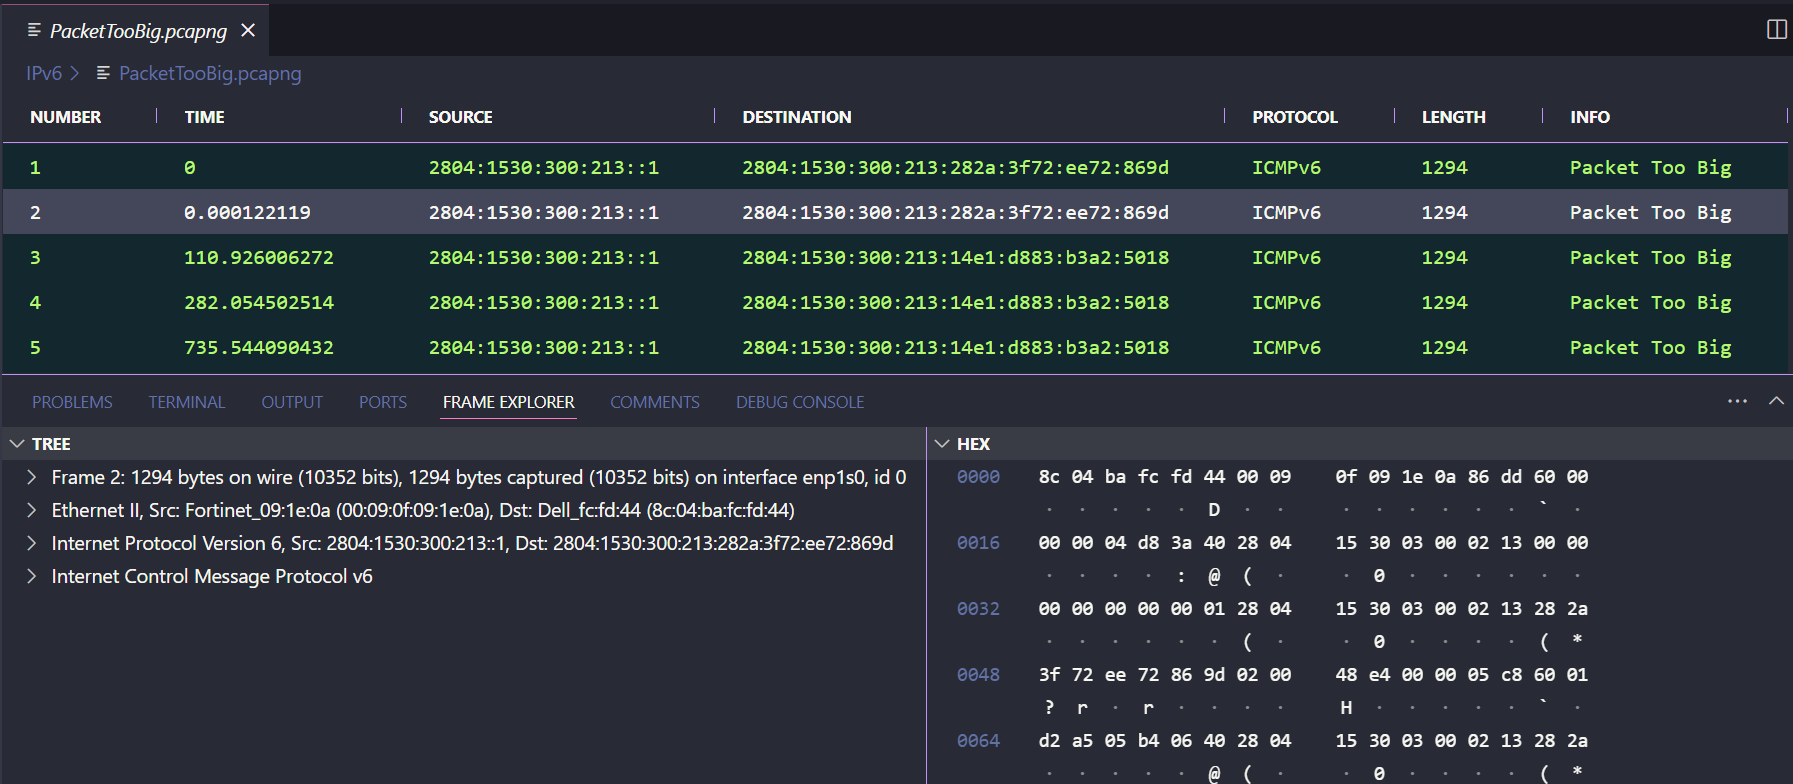 PacketTooBig.pcapng
IPv6 > PacketTooBig.pcapng
NUMBER TIME SOURCE DESTINATION PROTOCOL LENGTH INFO
1 0 2804:1530:300:213::1 2804:1530:300:213:282a:3f72:ee72:869d ICMPv6 1294 Packet Too Big
2 0.000122119 2804:1530:300:213::1 2804:1530:300:213:282a:3f72:ee72:869d ICMPv6 1294 Packet Too Big
3 110.926006272 2804:1530:300:213::1 2804:1530:300:213:14e1:d883:b3a2:5018 ICMPv6 1294 Packet Too Big
4 282.054502514 2804:1530:300:213::1 2804:1530:300:213:14e1:d883:b3a2:5018 ICMPv6 1294 Packet Too Big
5 735.544090432 2804:1530:300:213::1 2804:1530:300:213:14e1:d883:b3a2:5018 ICMPv6 1294 Packet Too Big
PROBLEMS TERMINAL OUTPUT PORTS FRAME EXPLORER COMMENTS DEBUG CONSOLE
TREE
Frame 2: 1294 bytes on wire (10352 bits), 1294 bytes captured (10352 bits) on interface enp1s0, id 0
Ethernet II, Src: Fortinet_09:1e:0a (00:09:0f:09:1e:0a), Dst: Dell_fc:fd:44 (8c:04:ba:fc:fd:44)
Internet Protocol Version 6, Src: 2804:1530:300:213::1, Dst: 2804:1530:300:213:282a:3f72:ee72:869d
Internet Control Message Protocol v6
HEX
0000 8c 04 ba fc fd 44 00 09 0f 09 1e 0a 86 dd 60 00
· · · · · D · · · · · · · · ` ·
0016 00 00 04 d8 3a 40 28 04 15 30 03 00 02 13 00 00
· · · · : @ ( · · 0 · · · · · ·
0032 00 00 00 00 00 01 28 04 15 30 03 00 02 13 28 2a
· · · · · · ( · · 0 · · · · ( *
0048 3f 72 ee 72 86 9d 02 00 48 e4 00 00 05 c8 60 01
? r · r · · · · H · · · · · ` ·
0064 d2 a5 05 b4 06 40 28 04 15 30 03 00 02 13 28 2a
· · · · · @ ( · · 0 · · · · ( *